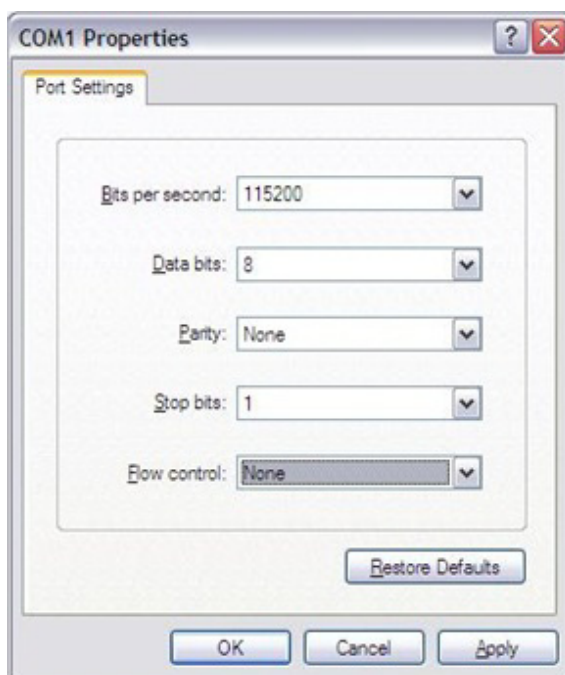 COM1 Properties
Port Settings
Bits per second: 115200
Data bits: 8
Parity: None
Stop bits: 1
Flow control: None
Restore Defaults
OK Cancel Apply